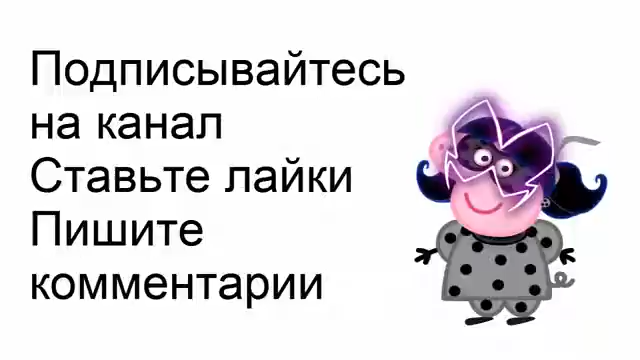 Подписывайтесь
на канал
Ставьте лайки
Пишите
комментарии